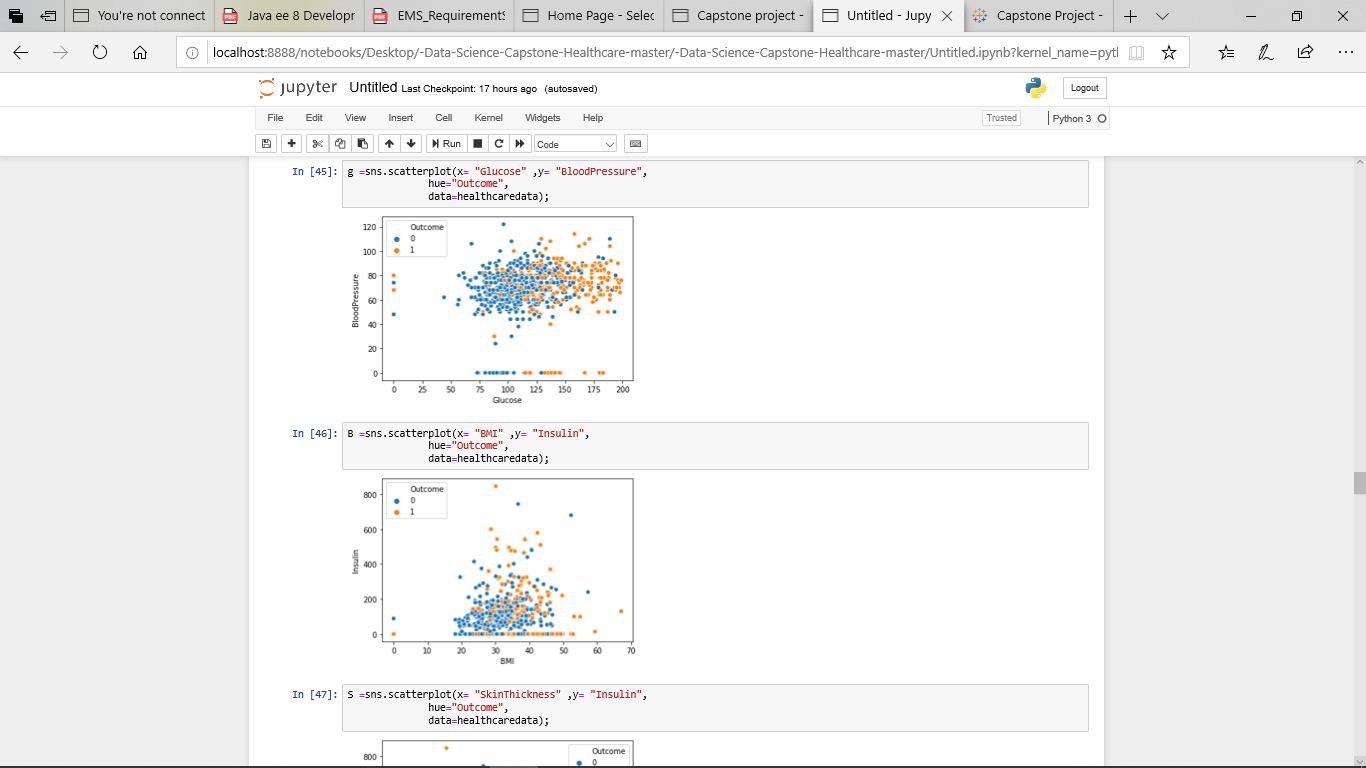 You're not connect
Java ee 8 Developr
EMS_Requirements
Home Page - Selec
Capstone project -
Untitled - Jupy
Capstone Project -
localhost:8888/notebooks/Desktop/-Data-Science-Capstone-Healthcare-master/-Data-Science-Capstone-Healthcare-master/Untitled.ipynb?kernel_name=pyt
jupyter Untitled Last Checkpoint: 17 hours ago (autosaved)
Logout
File Edit View Insert Cell Kernel Widgets Help
Trusted
Python 3
Run
Code
In [45]: g =sns.scatterplot(x= "Glucose" ,y= "BloodPressure",
hue="Outcome",
data=healthcaredata);
Outcome
0
1
120
100
80
60
40
20
0
BloodPressure
0 25 50 75 100 125 150 175 200
Glucose
In [46]: B =sns.scatterplot(x= "BMI" ,y= "Insulin",
hue="Outcome",
data=healthcaredata);
Outcome
0
1
800
600
400
200
0
Insulin
0 10 20 30 40 50 60 70
BMI
In [47]: S =sns.scatterplot(x= "SkinThickness" ,y= "Insulin",
hue="Outcome",
data=healthcaredata);
Outcome
0
800